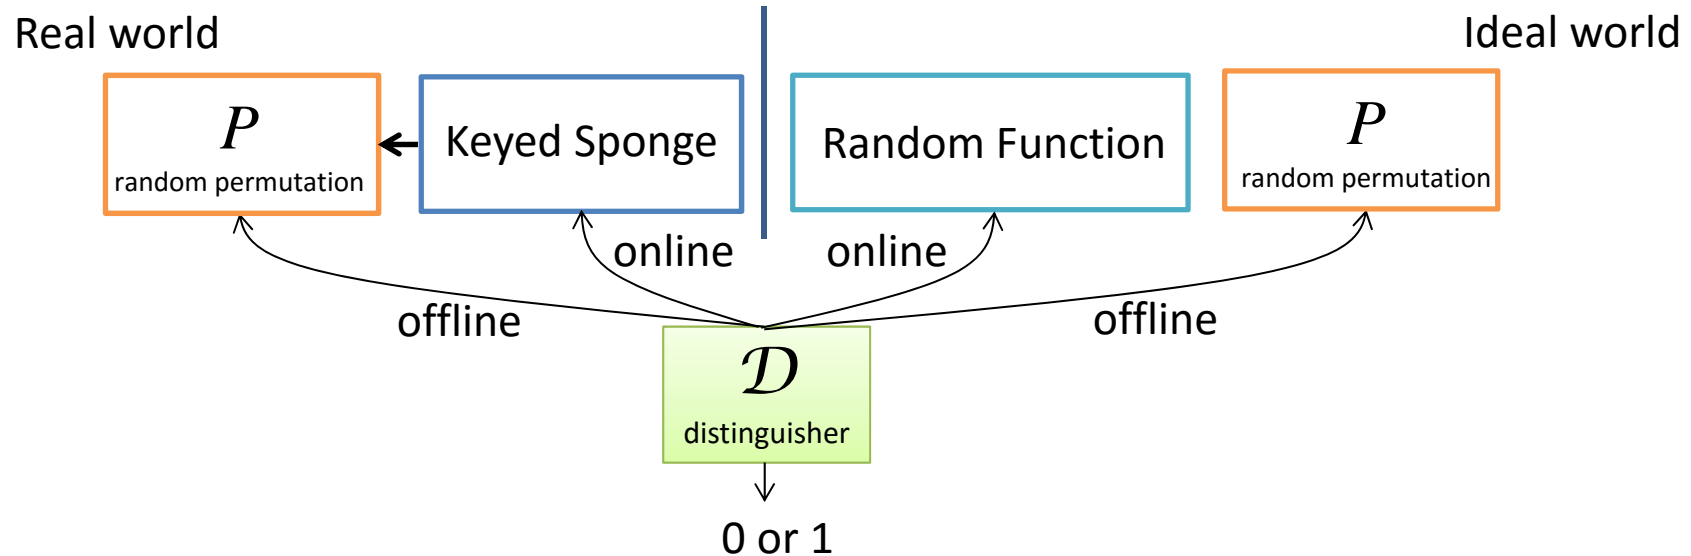 Real world
Ideal world
P
random permutation
Keyed Sponge
Random Function
P
random permutation
online
online
offline
offline
𝒟
distinguisher
0 or 1